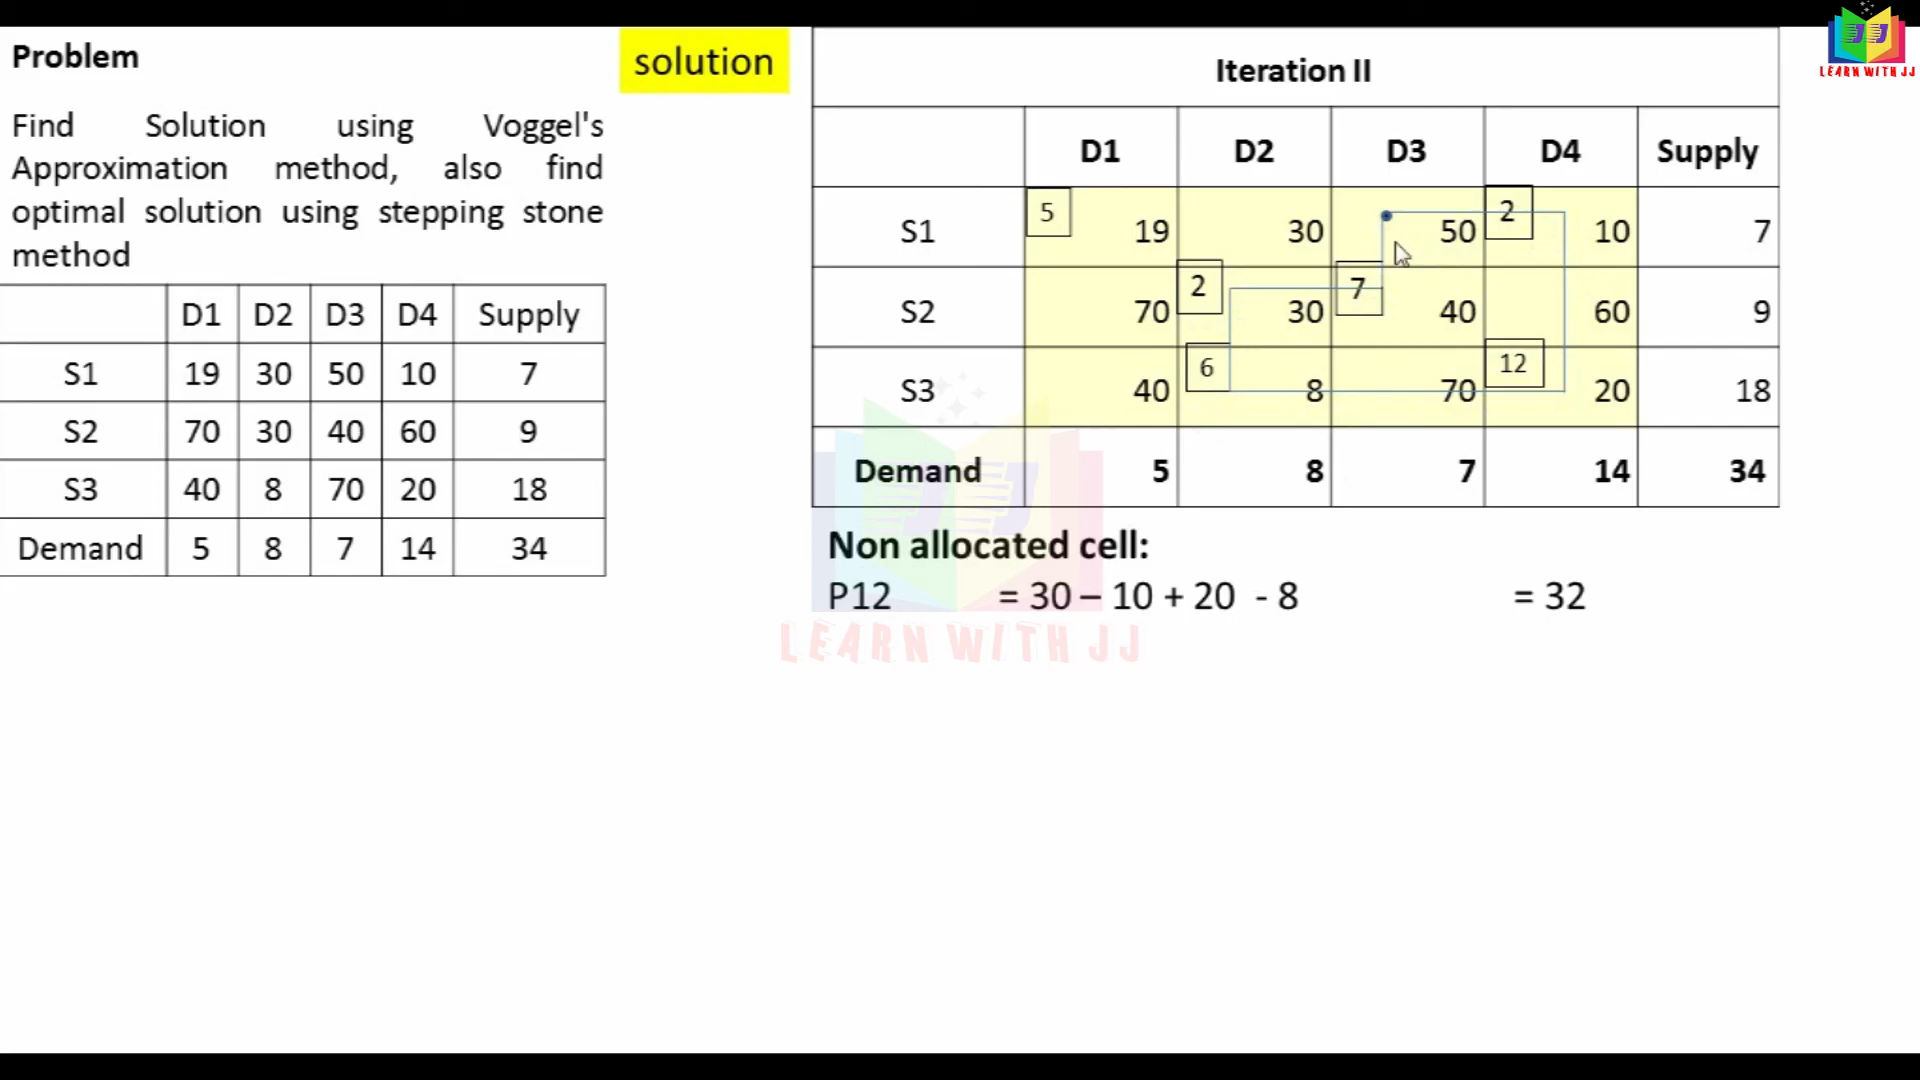 Problem
Find Solution using Voggel's
Approximation method, also find
optimal solution using stepping stone
method
D1 D2 D3 D4 Supply
S1 19 30 50 10 7
S2 70 30 40 60 9
S3 40 8 70 20 18
Demand 5 8 7 14 34
solution
Iteration II
D1 D2 D3 D4 Supply
S1 5 19 30 50 2 10 7
S2 70 2 30 7 40 60 9
S3 40 6 8 70 12 20 18
Demand 5 8 7 14 34
Non allocated cell:
P12 = 30 – 10 + 20 - 8 = 32
LEARN WITH JJ
JJ
LEARN WITH JJ